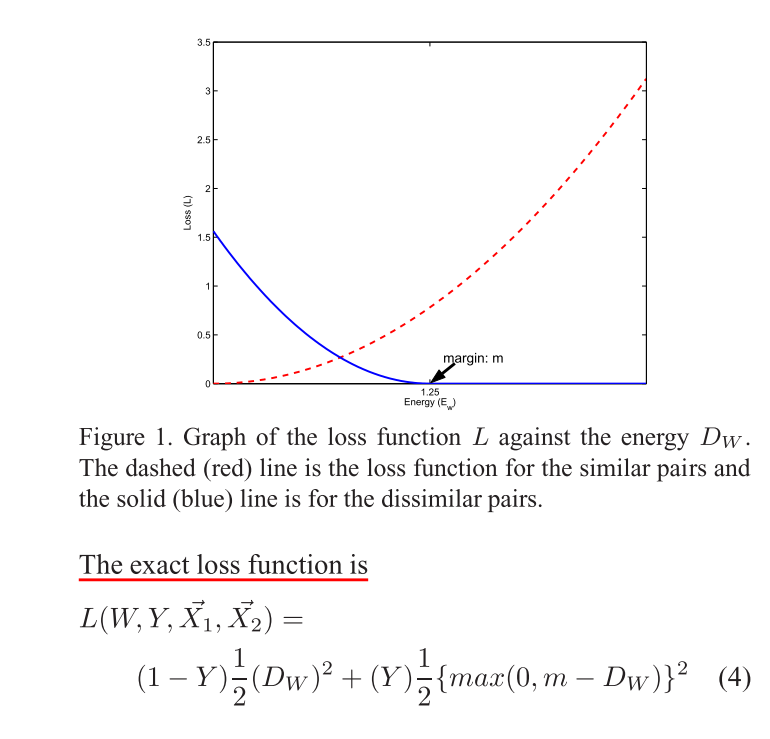 3.5
3
2.5
2
1.5
1
0.5
0
Loss (L)
margin: m
1.25
Energy (E_w)
Figure 1. Graph of the loss function L against the energy D_W.
The dashed (red) line is the loss function for the similar pairs and
the solid (blue) line is for the dissimilar pairs.
The exact loss function is
L(W, Y, \vec{X_1}, \vec{X_2}) =
(1 − Y)\frac{1}{2}(D_W)^2 + (Y)\frac{1}{2}\{max(0, m − D_W)\}^2 (4)